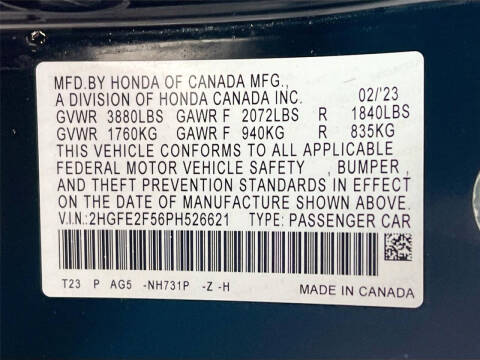 MFD.BY HONDA OF CANADA MFG.,
A DIVISION OF HONDA CANADA INC. 02/'23
GVWR 3880LBS GAWR F 2072LBS R 1840LBS
GVWR 1760KG GAWR F 940KG R 835KG
THIS VEHICLE CONFORMS TO ALL APPLICABLE
FEDERAL MOTOR VEHICLE SAFETY , BUMPER,
AND THEFT PREVENTION STANDARDS IN EFFECT
ON THE DATE OF MANUFACTURE SHOWN ABOVE.
V.I.N.:2HGFE2F56PH526621 TYPE: PASSENGER CAR
T23 P AG5 -NH731P -Z -H
MADE IN CANADA